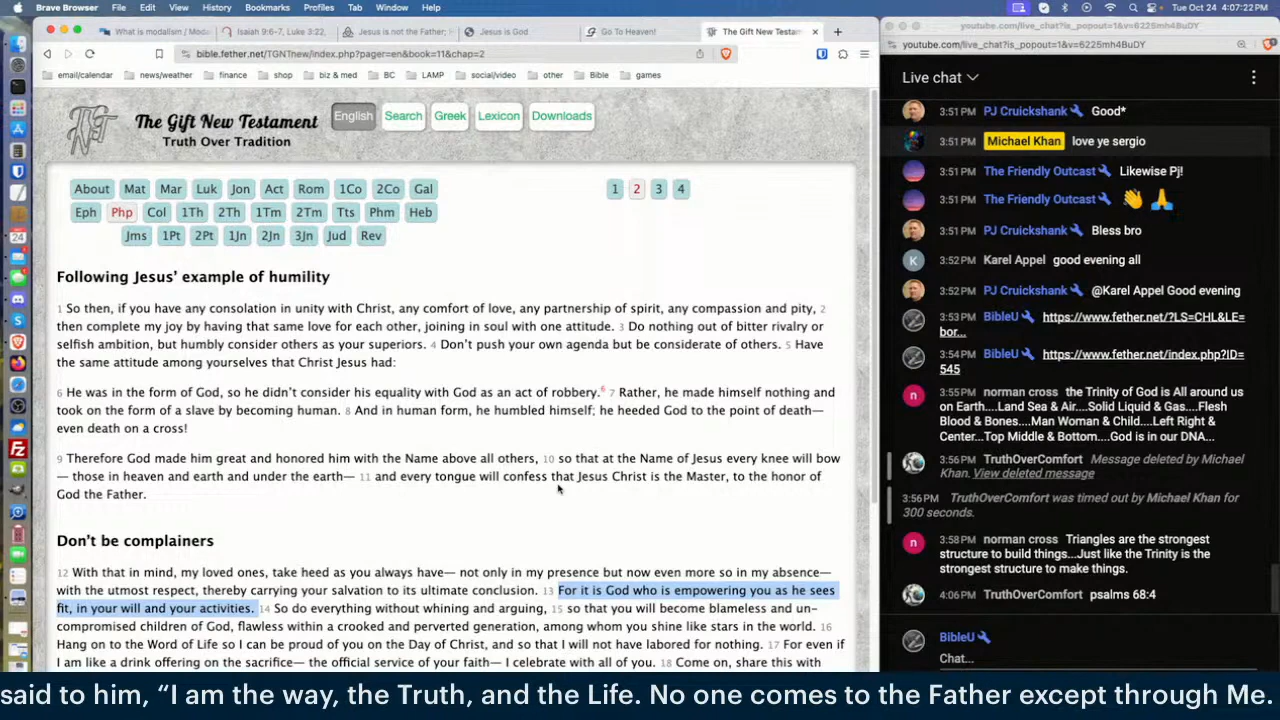 Brave Browser File Edit View History Bookmarks Profiles Tab Window Help
Tue Oct 24 4:07:22 PM
What is modalism / Moda
Isaiah 9:6-7, Luke 3:22,
Jesus is not the Father;
Jesus is God
Go To Heaven!
The Gift New Testam
bible.fether.net/TGNThew/index.php?pager=en&book=11&chap=2
email/calendar news/weather finance shop biz & med BC LAMP social/video other Bible games
The Gift New Testament
Truth Over Tradition
English Search Greek Lexicon Downloads
About Mat Mar Luk Jon Act Rom 1Co 2Co Gal
Eph Php Col 1Th 2Th 1Tm 2Tm Tts Phm Heb
Jms 1Pt 2Pt 1Jn 2Jn 3Jn Jud Rev
1 2 3 4
Following Jesus’ example of humility
1 So then, if you have any consolation in unity with Christ, any comfort of love, any partnership of spirit, any compassion and pity, 2
then complete my joy by having that same love for each other, joining in soul with one attitude. 3 Do nothing out of bitter rivalry or
selfish ambition, but humbly consider others as your superiors. 4 Don’t push your own agenda but be considerate of others. 5 Have
the same attitude among yourselves that Christ Jesus had:
6 He was in the form of God, so he didn’t consider his equality with God as an act of robbery.6 7 Rather, he made himself nothing and
took on the form of a slave by becoming human. 8 And in human form, he humbled himself; he heeded God to the point of death—
even death on a cross!
9 Therefore God made him great and honored him with the Name above all others, 10 so that at the Name of Jesus every knee will bow
— those in heaven and earth and under the earth— 11 and every tongue will confess that Jesus Christ is the Master, to the honor of
God the Father.
Don’t be complainers
12 With that in mind, my loved ones, take heed as you always have— not only in my presence but now even more so in my absence—
with the utmost respect, thereby carrying your salvation to its ultimate conclusion. 13 For it is God who is empowering you as he sees
fit, in your will and your activities. 14 So do everything without whining and arguing, 15 so that you will become blameless and un-
compromised children of God, flawless within a crooked and perverted generation, among whom you shine like stars in the world. 16
Hang on to the Word of Life so I can be proud of you on the Day of Christ, and so that I will not have labored for nothing. 17 For even if
I am like a drink offering on the sacrifice— the official service of your faith— I celebrate with all of you. 18 Come on, share this with
youtube.com/live_chat?is_popout=1&v=6225mh4BuDY
youtube.com/live_chat?is_popout=1&v=6225mh4BuDY
Live chat
3:51 PM PJ Cruickshank Good*
3:51 PM Michael Khan love ye sergio
3:51 PM The Friendly Outcast Likewise Pj!
3:51 PM The Friendly Outcast 👋 🙏
3:51 PM PJ Cruickshank Bless bro
3:52 PM Karel Appel good evening all
3:52 PM PJ Cruickshank @Karel Appel Good evening
3:53 PM BibleU https://www.fether.net/?LS=CHL&LE=
bor...
3:54 PM BibleU https://www.fether.net/index.php?ID=
545
3:55 PM norman cross the Trinity of God is All around us
on Earth....Land Sea & Air....Solid Liquid & Gas....Flesh
Blood & Bones....Man Woman & Child....Left Right &
Center...Top Middle & Bottom....God is in our DNA...
3:56 PM TruthOverComfort Message deleted by Michael
Khan. View deleted message
3:56 PM TruthOverComfort was timed out by Michael Khan for
300 seconds.
3:58 PM norman cross Triangles are the strongest
structure to build things...Just like the Trinity is the
strongest structure to make things.
4:06 PM TruthOverComfort psalms 68:4
BibleU
Chat...
said to him, “I am the way, the Truth, and the Life. No one comes to the Father except through Me.